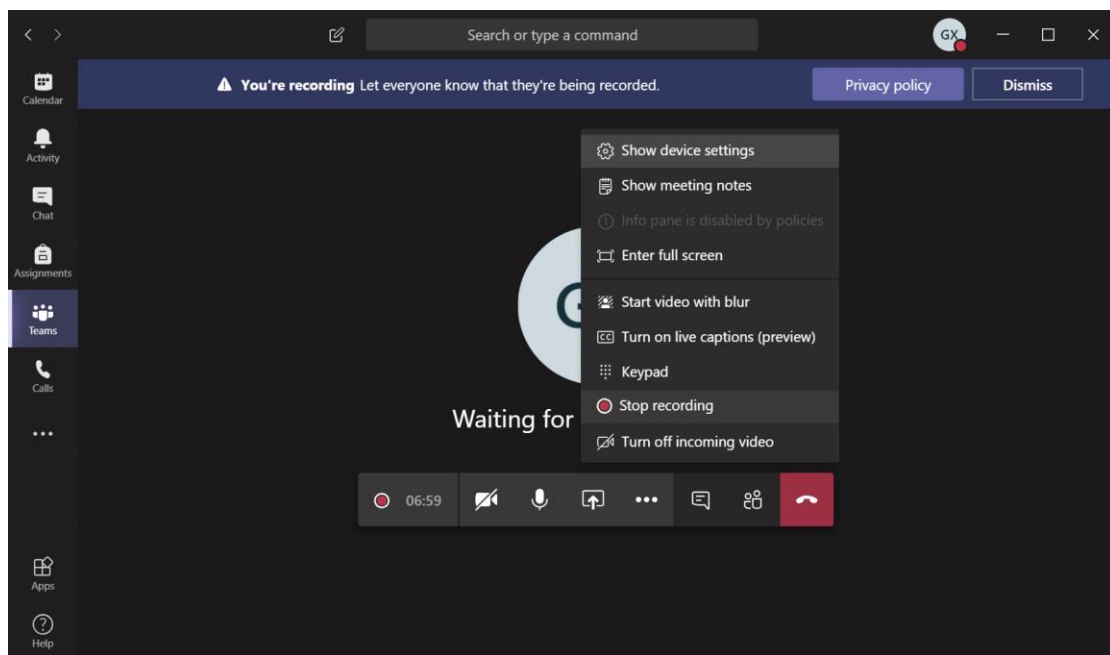 Search or type a command
GX
You're recording Let everyone know that they're being recorded.
Privacy policy
Dismiss
Calendar
Activity
Chat
Assignments
Teams
Calls
Apps
Help
Show device settings
Show meeting notes
Info pane is disabled by policies
Enter full screen
Start video with blur
CC Turn on live captions (preview)
Keypad
Stop recording
Turn off incoming video
G
Waiting for
06:59